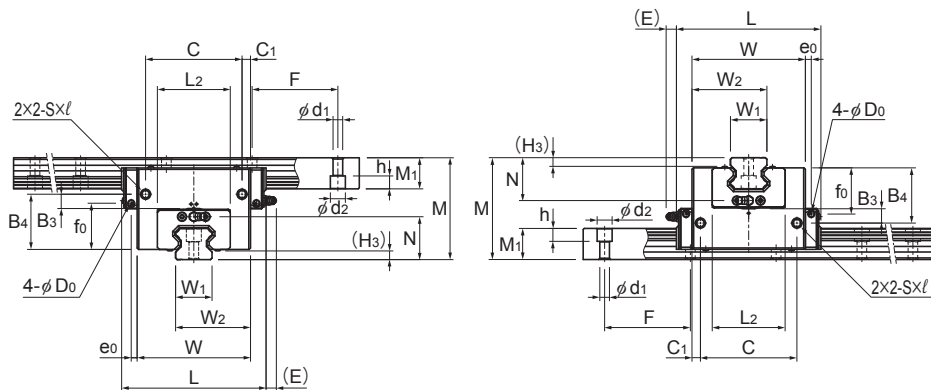 (E) L
C C1 W e0
L2 F W2
2×2-S×ℓ φd1 W1 4-φD0
(H3)
h M1 N f0 B3 B4
B4 B3 f0 φd2 M h φd2 M
(H3) N M1
4-φD0 W1 φd1 2×2-S×ℓ
W2 F L2
e0 W C1 C
L (E)